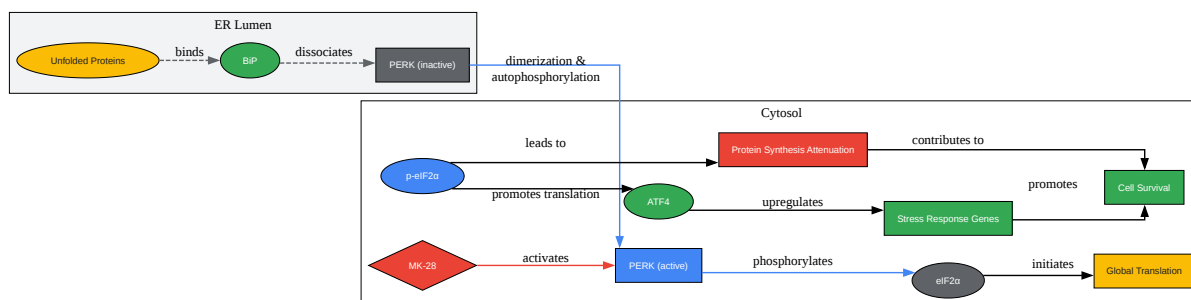 ER Lumen
Unfolded Proteins
binds
BiP
dissociates
PERK (inactive)
dimerization &
autophosphorylation
Cytosol
p-eIF2α
leads to
Protein Synthesis Attenuation
contributes to
promotes translation
ATF4
upregulates
Stress Response Genes
promotes
Cell Survival
MK-28
activates
PERK (active)
phosphorylates
eIF2α
initiates
Global Translation